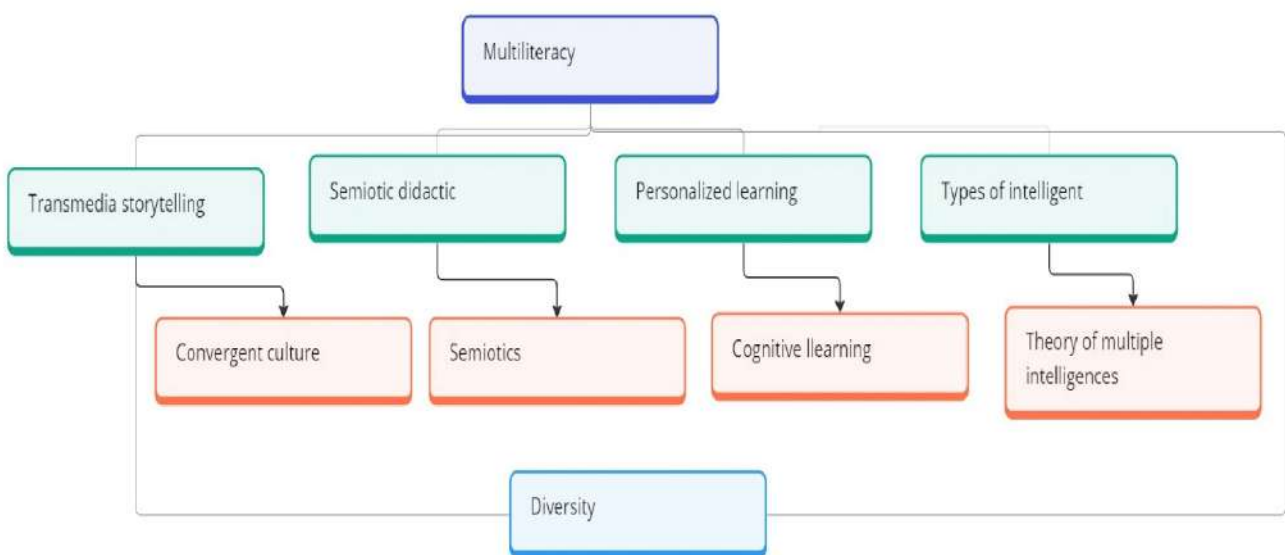 Multiliteracy
Transmedia storytelling
Semiotic didactic
Personalized learning
Types of intelligent
Convergent culture
Semiotics
Cognitive llearning
Theory of multiple
intelligences
Diversity